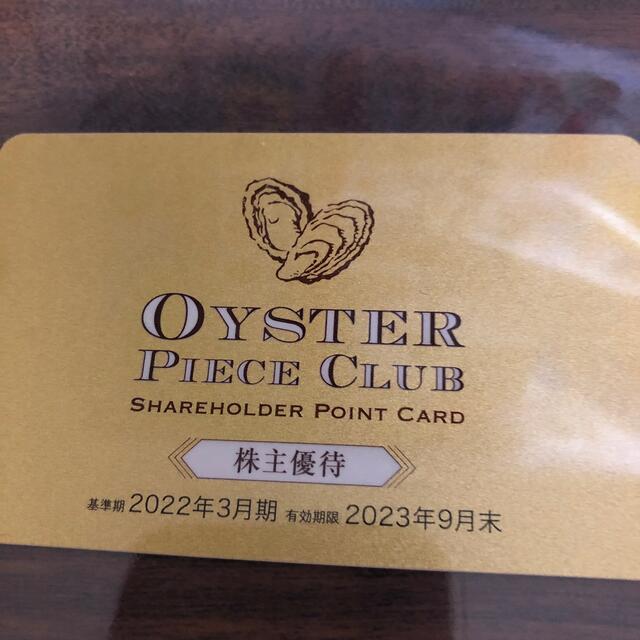 OYSTER
PIECE CLUB
SHAREHOLDER POINT CARD
株主優待
基準期 2022年3月期 有効期限 2023年9月末